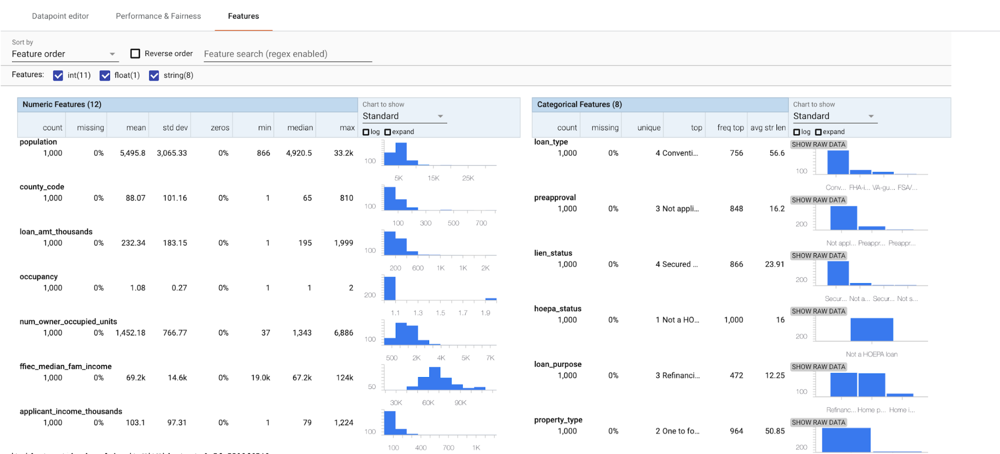 Datapoint editor Performance & Fairness Features
Sort by
Feature order Reverse order Feature search (regex enabled)
Features: int(11) float(1) string(8)
Numeric Features (12) Chart to show
Standard
count missing mean std dev zeros min median max
log expand
population
1,000 0% 5,495.8 3,065.33 0% 866 4,920.5 33.2k
100
5K 15K 25K
county_code
1,000 0% 88.07 101.16 0% 1 65 810
100
100 300 500 700
loan_amt_thousands
1,000 0% 232.34 183.15 0% 1 195 1,999
100
200 600 1K 1K 2K
occupancy
1,000 0% 1.08 0.27 0% 1 1 2
200
1.1 1.3 1.5 1.7 1.9
num_owner_occupied_units
1,000 0% 1,452.18 766.77 0% 37 1,343 6,886
100
500 2K 4K 5K 7K
ffiec_median_fam_income
1,000 0% 69.2k 14.6k 0% 19.0k 67.2k 124k
50
30K 60K 90K
applicant_income_thousands
1,000 0% 103.1 97.31 0% 1 79 1,224
100
100 400 700 1K
Categorical Features (8) Chart to show
Standard
count missing unique top freq top avg str len
log expand
loan_type
SHOW RAW DATA
1,000 0% 4 Conventi... 756 56.6
100
Conv... FHA-i... VA-gu... FSA/...
preapproval
SHOW RAW DATA
1,000 0% 3 Not appli... 848 16.2
200
Not appl... Preappr... Preappr...
lien_status
SHOW RAW DATA
1,000 0% 4 Secured ... 866 23.91
200
Secur... Not a... Secur... Not s...
hoepa_status
SHOW RAW DATA
1,000 0% 1 Not a HO... 1,000 16
200
Not a HOEPA loan
loan_purpose
SHOW RAW DATA
1,000 0% 3 Refinanci... 472 12.25
100
Refinanc... Home p... Home i...
property_type
SHOW RAW DATA
1,000 0% 2 One to fo... 964 50.85
200